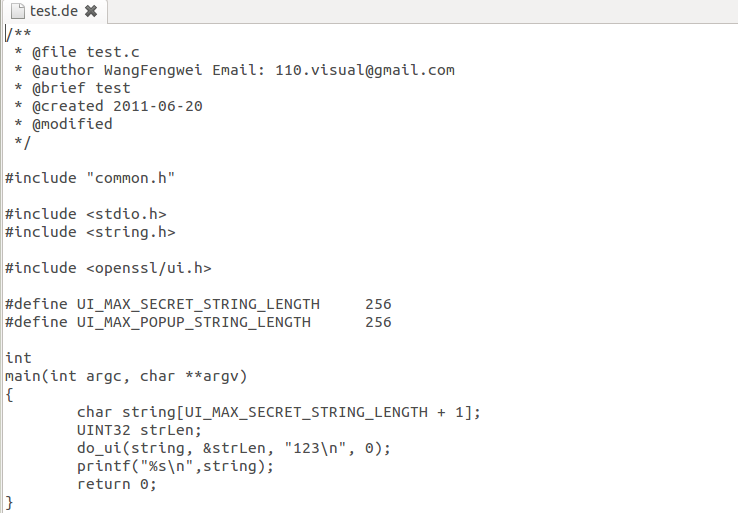 test.de
/**
 * @file test.c
 * @author WangFengwei Email: 110.visual@gmail.com
 * @brief test
 * @created 2011-06-20
 * @modified
 */
#include "common.h"
#include <stdio.h>
#include <string.h>
#include <openssl/ui.h>
#define UI_MAX_SECRET_STRING_LENGTH     256
#define UI_MAX_POPUP_STRING_LENGTH      256
int
main(int argc, char **argv)
{
        char string[UI_MAX_SECRET_STRING_LENGTH + 1];
        UINT32 strLen;
        do_ui(string, &strLen, "123\n", 0);
        printf("%s\n",string);
        return 0;
}